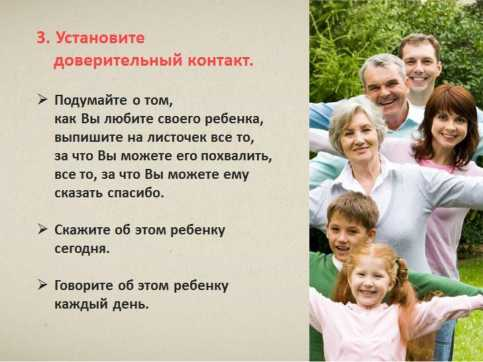 3. Установите
доверительный контакт.
➢ Подумайте о том,
как Вы любите своего ребенка,
выпишите на листочек все то,
за что Вы можете его похвалить,
все то, за что Вы можете ему
сказать спасибо.
➢ Скажите об этом ребенку
сегодня.
➢ Говорите об этом ребенку
каждый день.